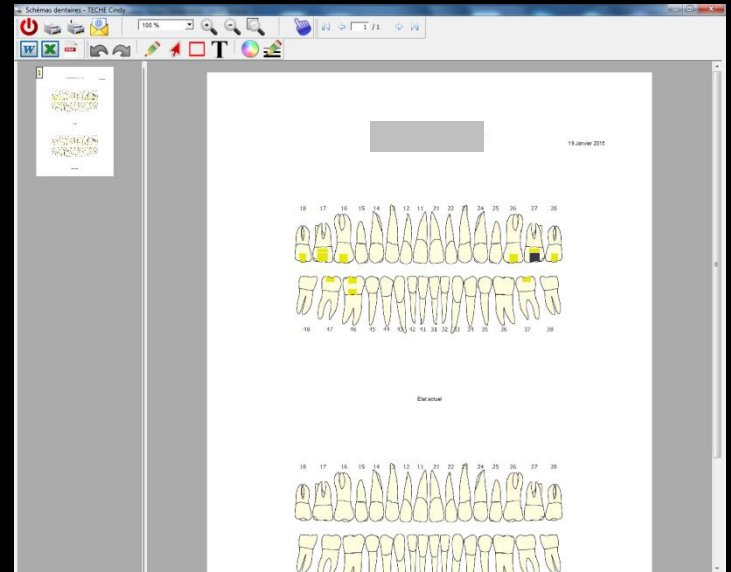 Schémas dentaires - TECHE Cindy
100 %
1 / 1
W X PDF T
1
19 Janvier 2015
18 17 16 15 14 13 12 11 21 22 23 24 25 26 27 28
48 47 46 45 44 43 42 41 31 32 33 34 35 36 37 38
Etat actuel
18 17 16 15 14 13 12 11 21 22 23 24 25 26 27 28